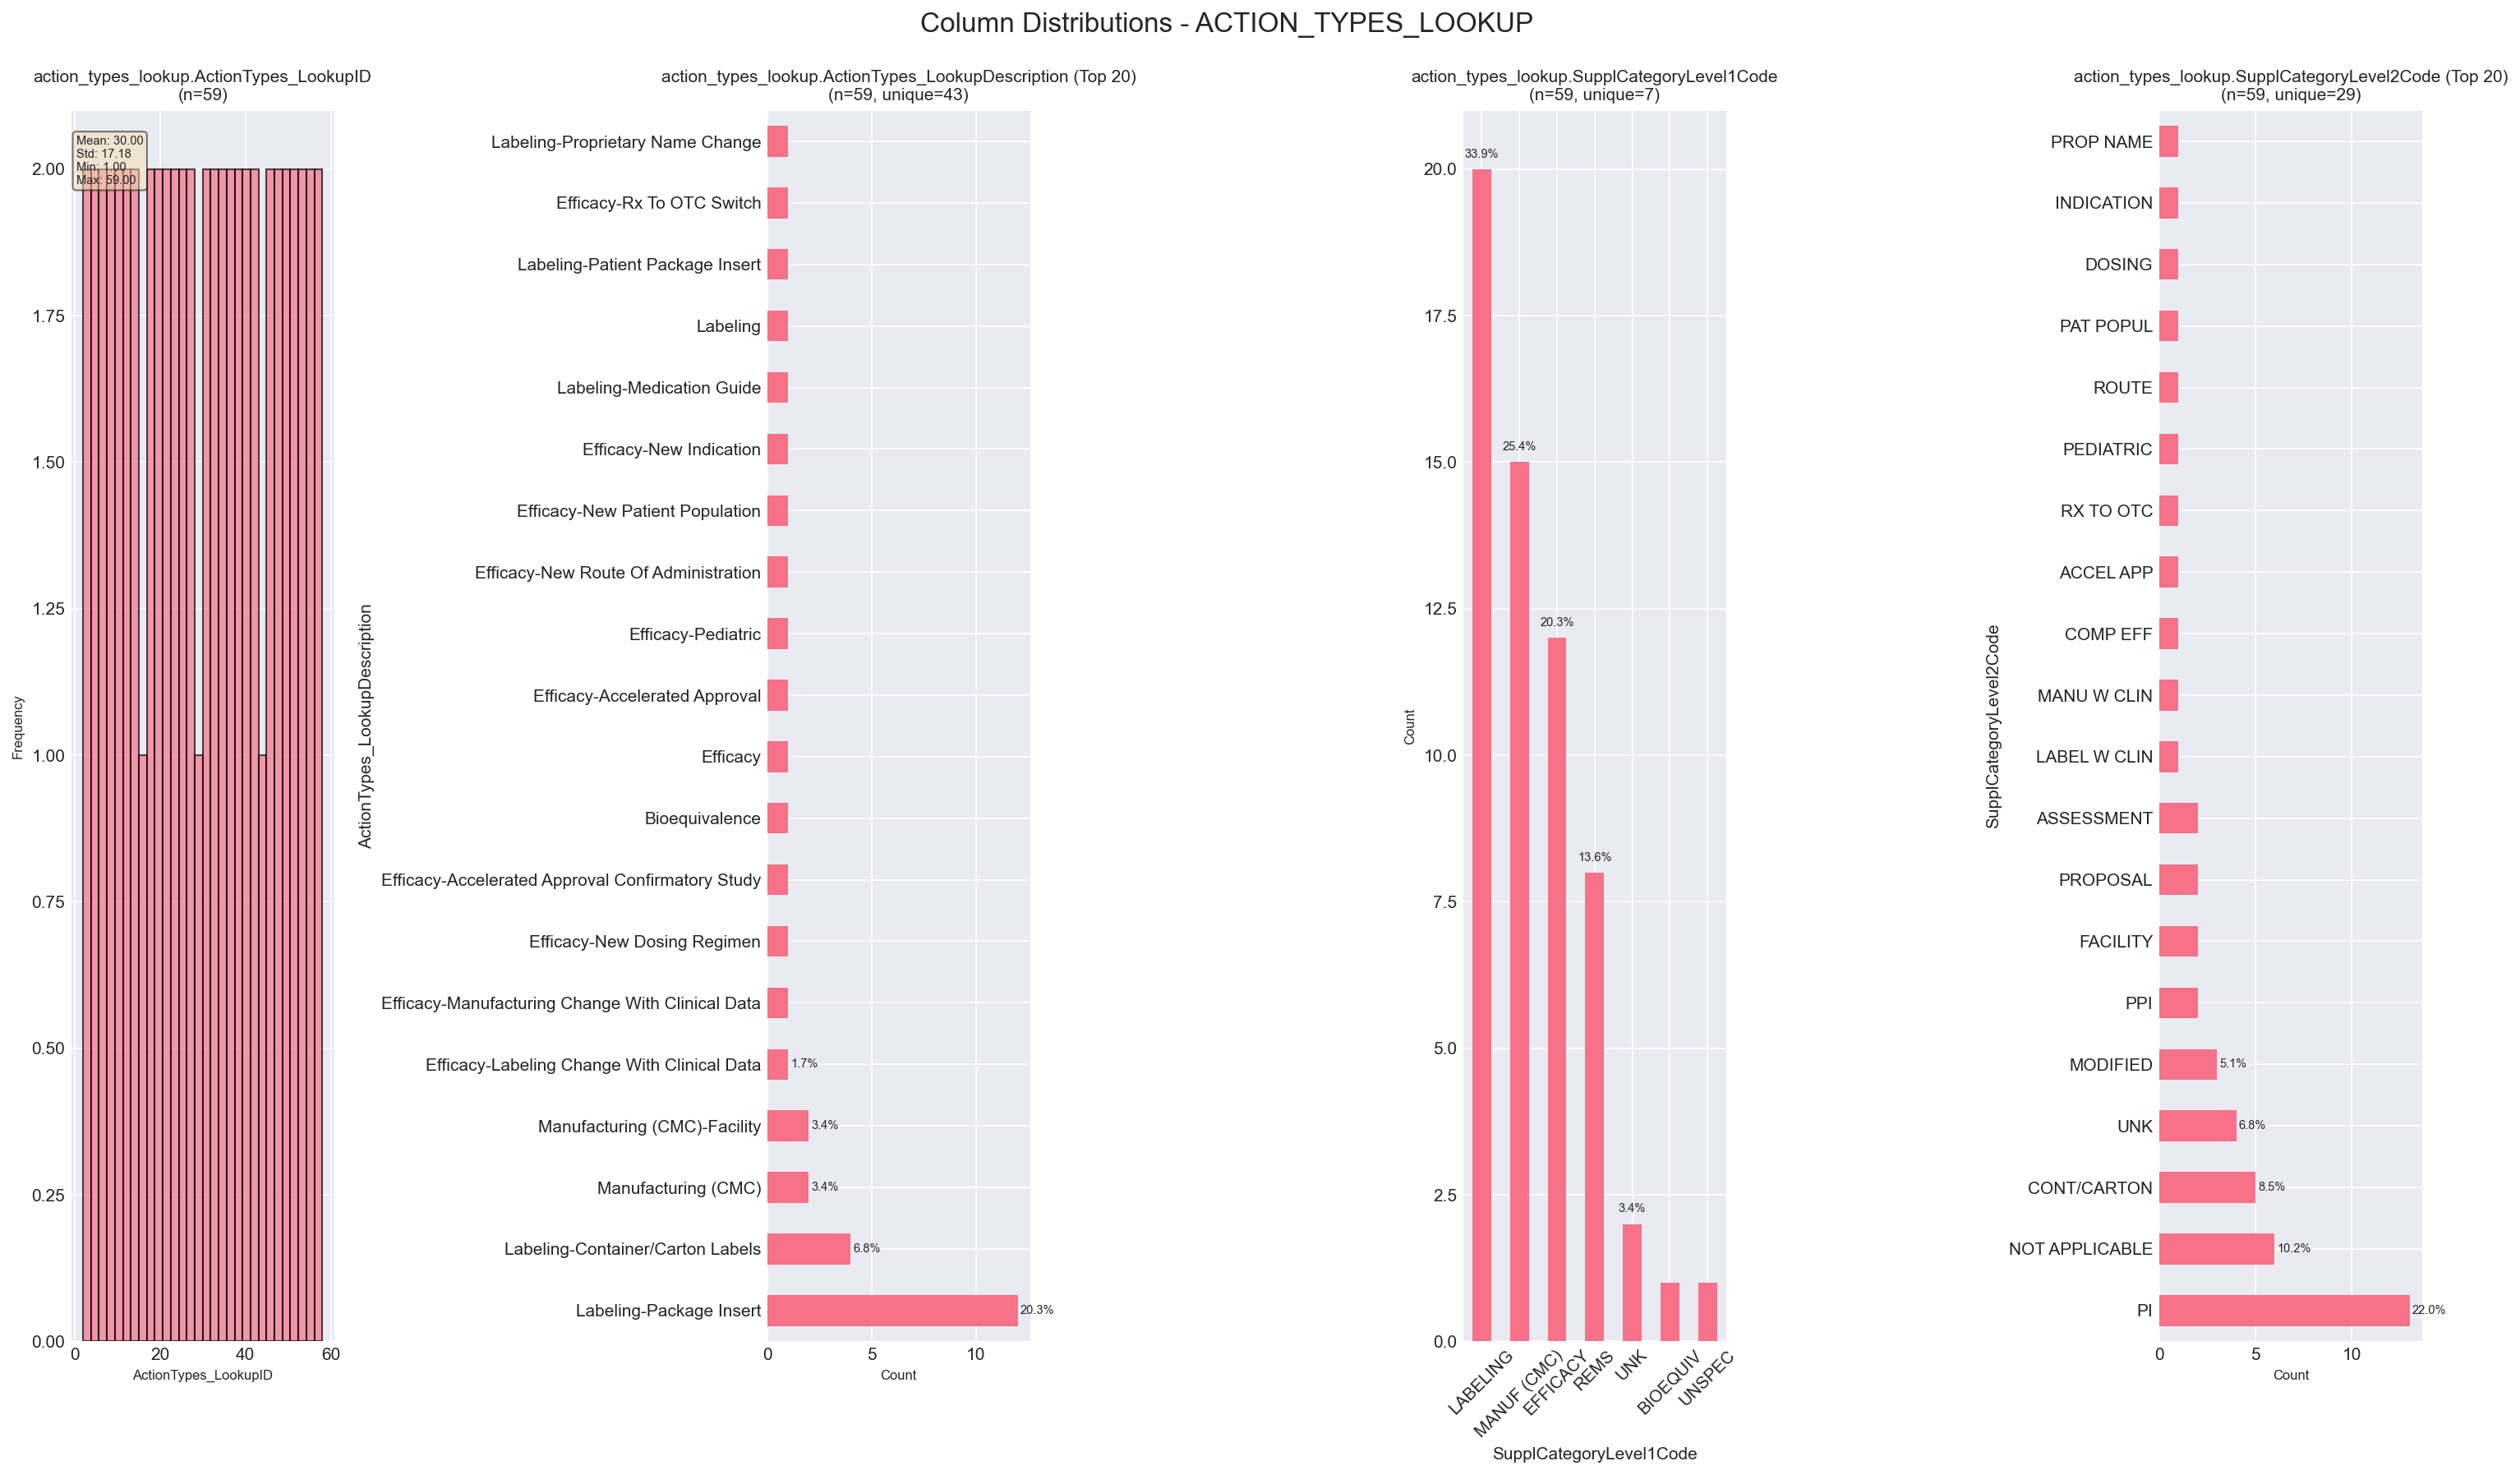 Column Distributions - ACTION_TYPES_LOOKUP
action_types_lookup.ActionTypes_LookupID
(n=59)
Mean: 30.00
Std: 17.18
Min: 1.00
Max: 59.00
2.00
1.75
1.50
1.25
1.00
0.75
0.50
0.25
0.00
Frequency
0 20 40 60
ActionTypes_LookupID
action_types_lookup.ActionTypes_LookupDescription (Top 20)
(n=59, unique=43)
ActionTypes_LookupDescription
Labeling-Proprietary Name Change
Efficacy-Rx To OTC Switch
Labeling-Patient Package Insert
Labeling
Labeling-Medication Guide
Efficacy-New Indication
Efficacy-New Patient Population
Efficacy-New Route Of Administration
Efficacy-Pediatric
Efficacy-Accelerated Approval
Efficacy
Bioequivalence
Efficacy-Accelerated Approval Confirmatory Study
Efficacy-New Dosing Regimen
Efficacy-Manufacturing Change With Clinical Data
Efficacy-Labeling Change With Clinical Data 1.7%
Manufacturing (CMC)-Facility 3.4%
Manufacturing (CMC) 3.4%
Labeling-Container/Carton Labels 6.8%
Labeling-Package Insert 20.3%
0 5 10
Count
action_types_lookup.SupplCategoryLevel1Code
(n=59, unique=7)
20.0
17.5
15.0
12.5
10.0
7.5
5.0
2.5
0.0
Count
33.9%
25.4%
20.3%
13.6%
3.4%
LABELING
MANUF (CMC)
EFFICACY
REMS
UNK
BIOEQUIV
UNSPEC
SupplCategoryLevel1Code
action_types_lookup.SupplCategoryLevel2Code (Top 20)
(n=59, unique=29)
SupplCategoryLevel2Code
PROP NAME
INDICATION
DOSING
PAT POPUL
ROUTE
PEDIATRIC
RX TO OTC
ACCEL APP
COMP EFF
MANU W CLIN
LABEL W CLIN
ASSESSMENT
PROPOSAL
FACILITY
PPI
MODIFIED 5.1%
UNK 6.8%
CONT/CARTON 8.5%
NOT APPLICABLE 10.2%
PI 22.0%
0 5 10
Count